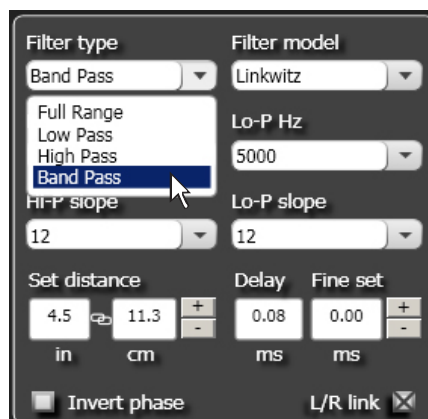 Filter type Filter model
Band Pass Linkwitz
Full Range
Low Pass Lo-P Hz
High Pass 5000
Band Pass
Hi-P slope Lo-P slope
12 12
Set distance Delay Fine set
4.5 11.3 + - 0.08 0.00 + -
in cm ms ms
Invert phase L/R link